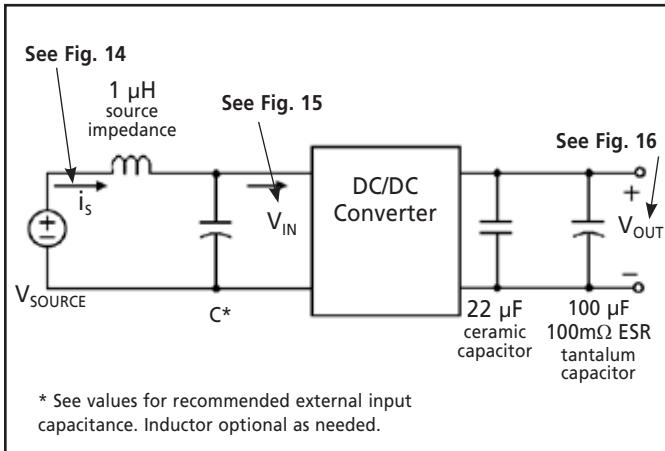 See Fig. 14
1 µH
source
impedance
See Fig. 15
See Fig. 16
i_S
V_IN
DC/DC
Converter
+
V_OUT
−
+
−
V_SOURCE
C*
22 µF
ceramic
capacitor
100 µF
100mΩ ESR
tantalum
capacitor
* See values for recommended external input
capacitance. Inductor optional as needed.